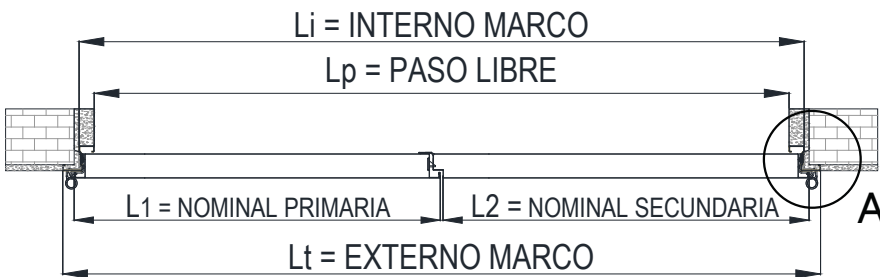 Li = INTERNO MARCO
Lp = PASO LIBRE
L1 = NOMINAL PRIMARIA
L2 = NOMINAL SECUNDARIA
A
Lt = EXTERNO MARCO